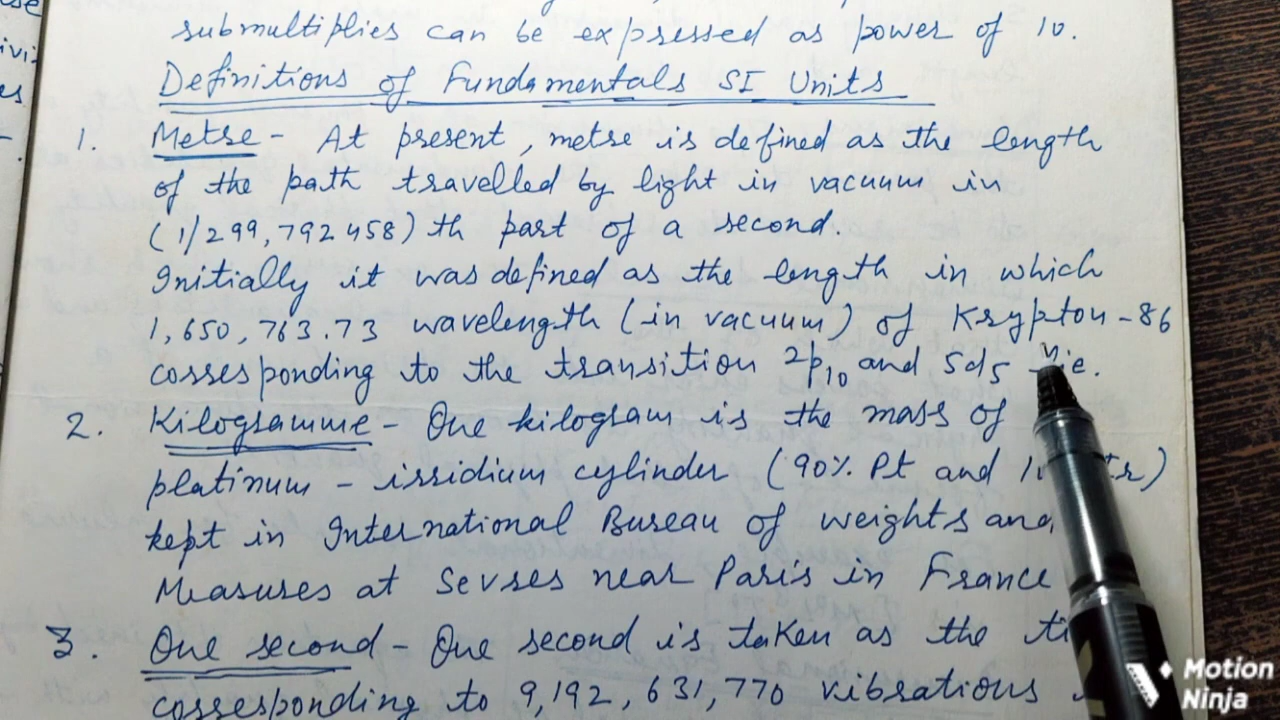 submultiplies can be expressed as power of 10.
Definitions of Fundamentals SI Units
1. Metre - At present, metre is defined as the length
of the path travelled by light in vacuum in
(1/299,792458)th part of a second.
Initially it was defined as the length in which
1,650,763.73 wavelength (in vacuum) of Krypton-86
corresponding to the transition 2p10 and 5d5
2. Kilogramme - One kilogram is the mass of
platinum - irridium cylinder (90% Pt and
kept in International Bureau of weights and
Measures at Sevres near Paris in France
3. One second - One second is taken as the
corresponding to 9,192,631,770 vibrations
Motion
Ninja